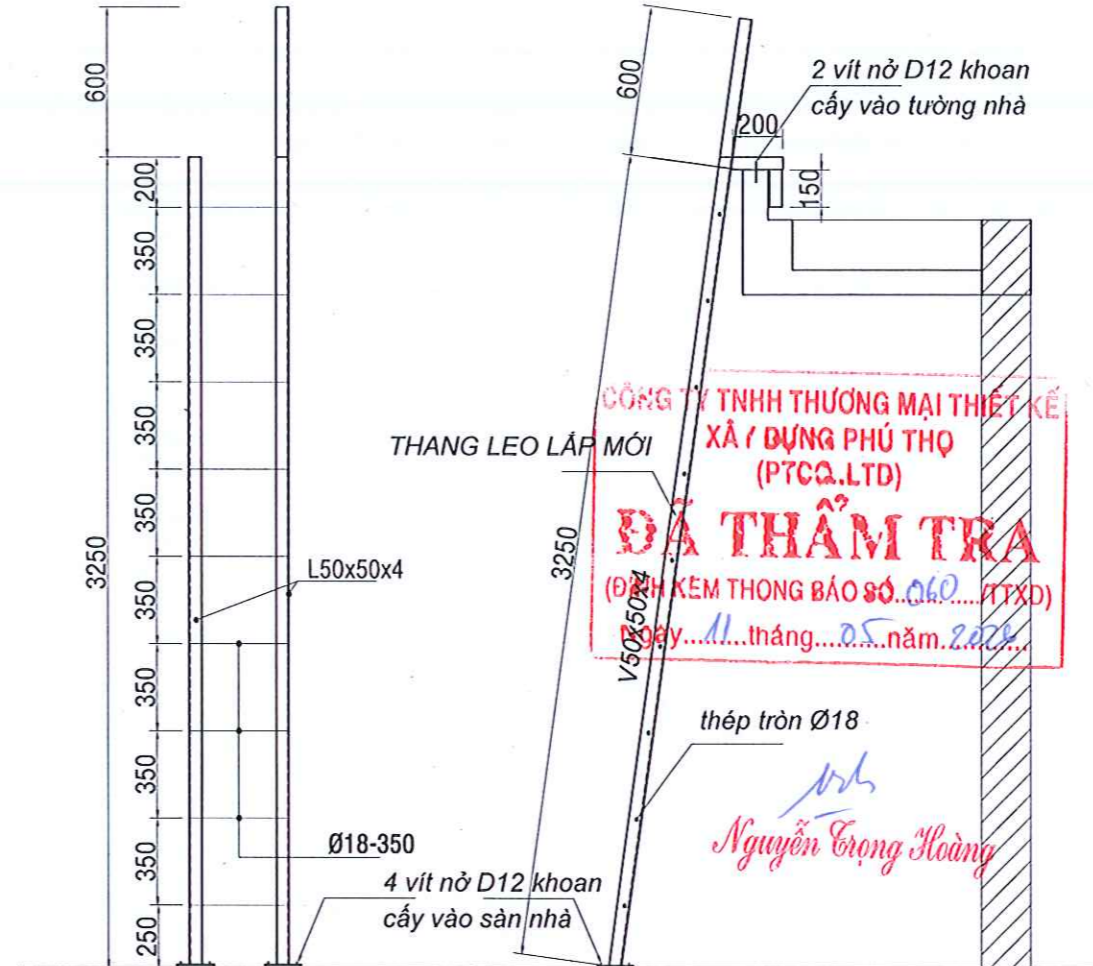 600
3250
200
350
350
350
350
350
350
350
350
250
L50x50x4
Ø18-350
4 vít nở D12 khoan
cấy vào sàn nhà
600
3250
V50x50x4
THANG LEO LẮP MỚI
2 vít nở D12 khoan
cấy vào tường nhà
200
150
CÔNG TY TNHH THƯƠNG MẠI THIẾT KẾ
XÂY DỰNG PHÚ THỌ
(PTCO.,LTD)
ĐÃ THẨM TRA
(ĐÍNH KÈM THÔNG BÁO SỐ...060...../TTXD)
Ngày....11....tháng....05....năm.........
thép tròn Ø18
Nguyễn Trọng Hoàng